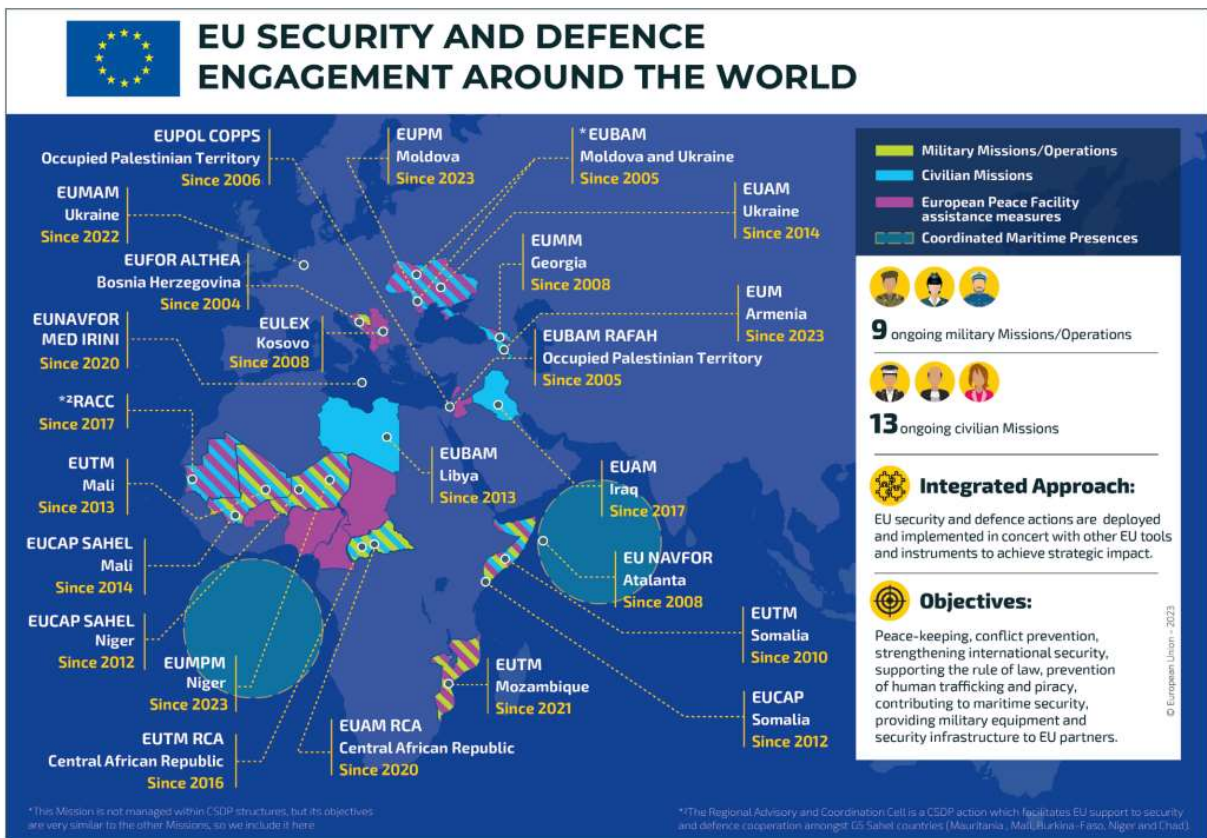 EU SECURITY AND DEFENCE
ENGAGEMENT AROUND THE WORLD
EUPOL COPPS
Occupied Palestinian Territory
Since 2006
EUPM
Moldova
Since 2023
*EUBAM
Moldova and Ukraine
Since 2005
EUMAM
Ukraine
Since 2022
EUAM
Ukraine
Since 2014
EUFOR ALTHEA
Bosnia Herzegovina
Since 2004
EUMM
Georgia
Since 2008
EUM
Armenia
Since 2023
EUNAVFOR
MED IRINI
Since 2020
EULEX
Kosovo
Since 2008
EUBAM RAFAH
Occupied Palestinian Territory
Since 2005
*²RACC
Since 2017
EUTM
Mali
Since 2013
EUBAM
Libya
Since 2013
EUAM
Iraq
Since 2017
EUCAP SAHEL
Mali
Since 2014
EU NAVFOR
Atalanta
Since 2008
EUCAP SAHEL
Niger
Since 2012
EUTM
Somalia
Since 2010
EUMPM
Niger
Since 2023
EUTM
Mozambique
Since 2021
EUCAP
Somalia
Since 2012
EUTM RCA
Central African Republic
Since 2016
EUAM RCA
Central African Republic
Since 2020
Military Missions/Operations
Civilian Missions
European Peace Facility
assistance measures
Coordinated Maritime Presences
9 ongoing military Missions/Operations
13 ongoing civilian Missions
Integrated Approach:
EU security and defence actions are deployed
and implemented in concert with other EU tools
and instruments to achieve strategic impact.
Objectives:
Peace-keeping, conflict prevention,
strengthening international security,
supporting the rule of law, prevention
of human trafficking and piracy,
contributing to maritime security,
providing military equipment and
security infrastructure to EU partners.
© European Union - 2023
*This Mission is not managed within CSDP structures, but its objectives
are very similar to the other Missions, so we include it here
*²The Regional Advisory and Coordination Cell is a CSDP action which facilitates EU support to security
and defence cooperation amongst G5 Sahel countries (Mauritania , Mali, Burkina-Faso, Niger and Chad).